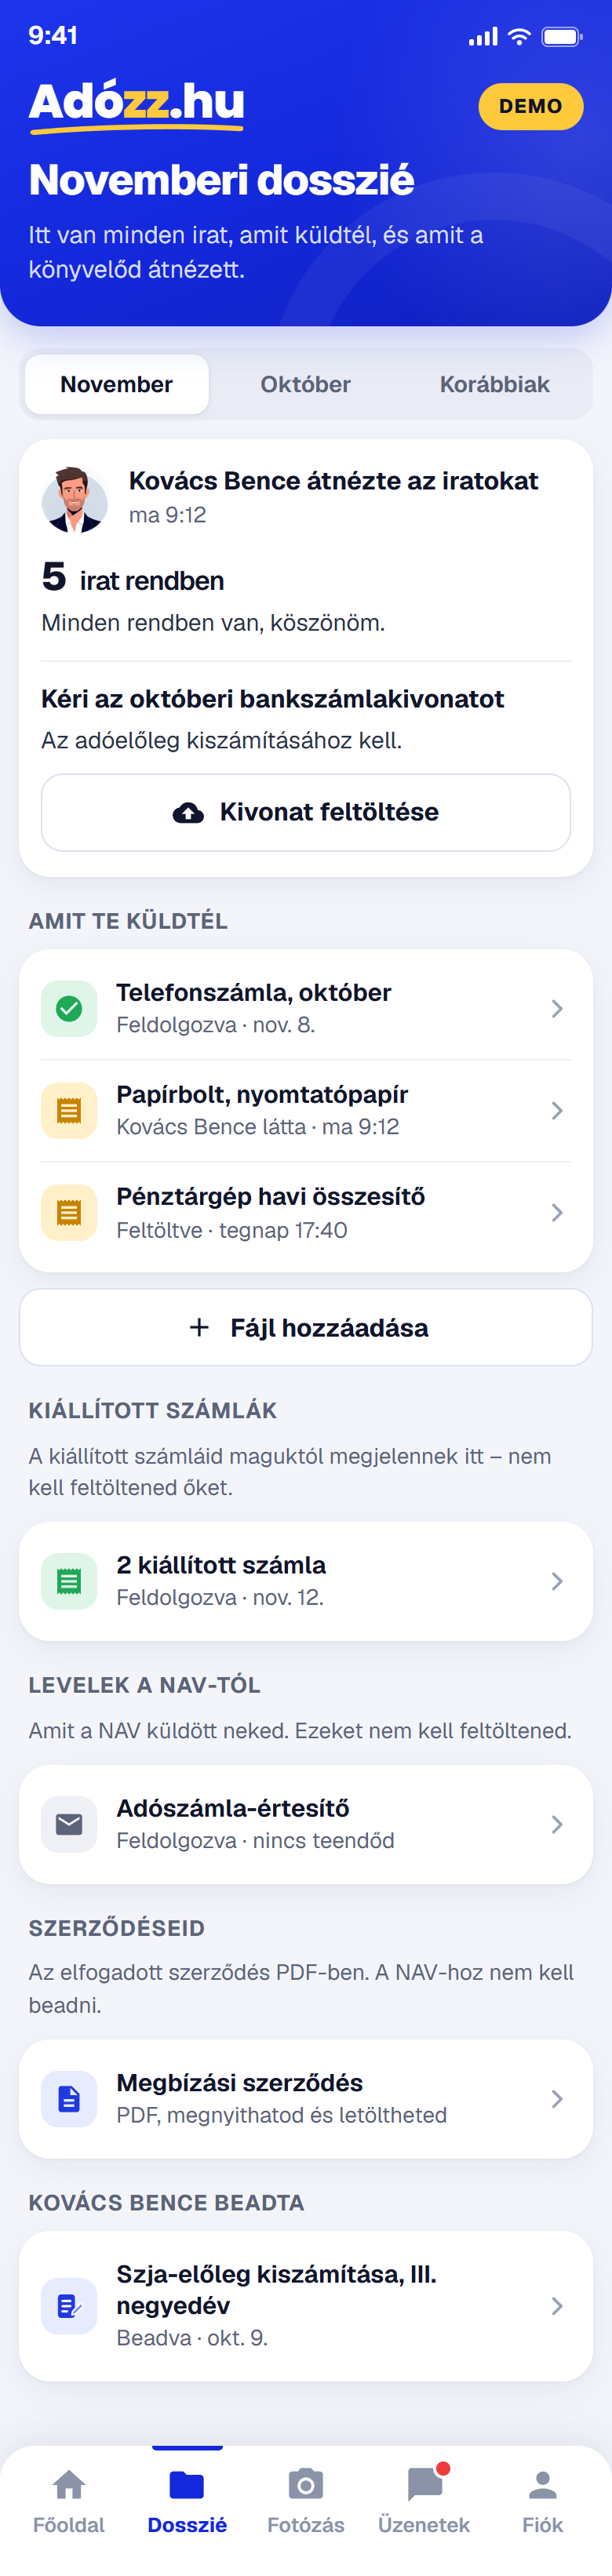 9:41
Adózz.hu
DEMO
Novemberi dosszié
Itt van minden irat, amit küldtél, és amit a
könyvelőd átnézett.
November
Október
Korábbiak
Kovács Bence átnézte az iratokat
ma 9:12
5 irat rendben
Minden rendben van, köszönöm.
Kéri az októberi bankszámlakivonatot
Az adóelőleg kiszámításához kell.
Kivonat feltöltése
AMIT TE KÜLDTÉL
Telefonszámla, október
Feldolgozva · nov. 8.
Papírbolt, nyomtatópapír
Kovács Bence látta · ma 9:12
Pénztárgép havi összesítő
Feltöltve · tegnap 17:40
Fájl hozzáadása
KIÁLLÍTOTT SZÁMLÁK
A kiállított számláid maguktól megjelennek itt – nem
kell feltöltened őket.
2 kiállított számla
Feldolgozva · nov. 12.
LEVELEK A NAV-TÓL
Amit a NAV küldött neked. Ezeket nem kell feltöltened.
Adószámla-értesítő
Feldolgozva · nincs teendőd
SZERZŐDÉSEID
Az elfogadott szerződés PDF-ben. A NAV-hoz nem kell
beadni.
Megbízási szerződés
PDF, megnyithatod és letöltheted
KOVÁCS BENCE BEADTA
Szja-előleg kiszámítása, III.
negyedév
Beadva · okt. 9.
Főoldal
Dosszié
Fotózás
Üzenetek
Fiók